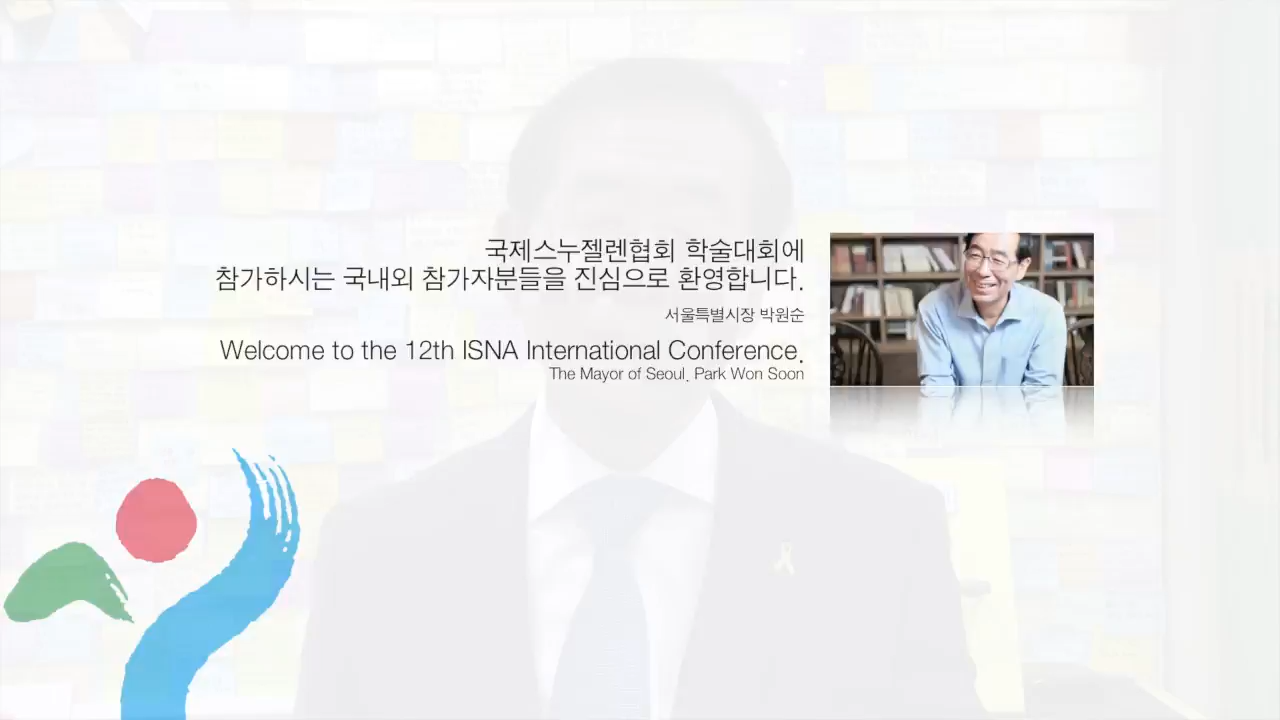 국제스누젤렌협회 학술대회에
참가하시는 국내외 참가자분들을 진심으로 환영합니다.
서울특별시장 박원순
Welcome to the 12th ISNA International Conference.
The Mayor of Seoul. Park Won Soon